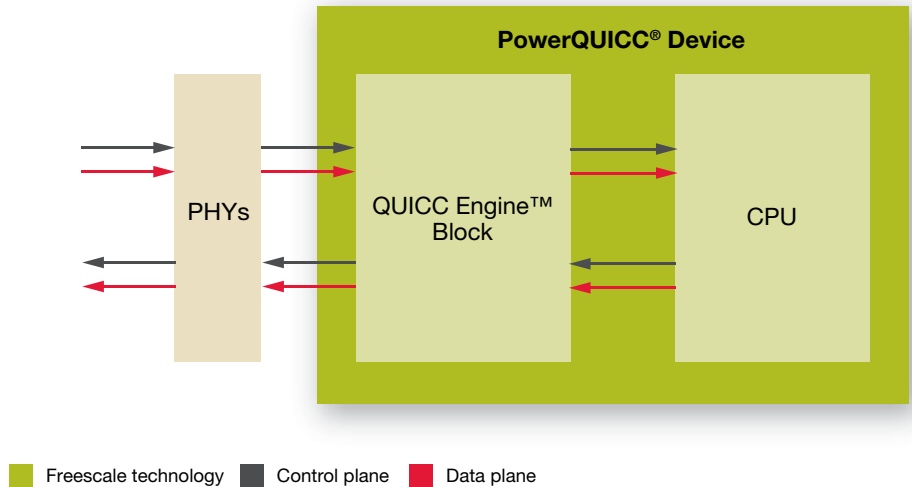 PowerQUICC® Device
PHYs
QUICC Engine™
Block
CPU
Freescale technology
Control plane
Data plane